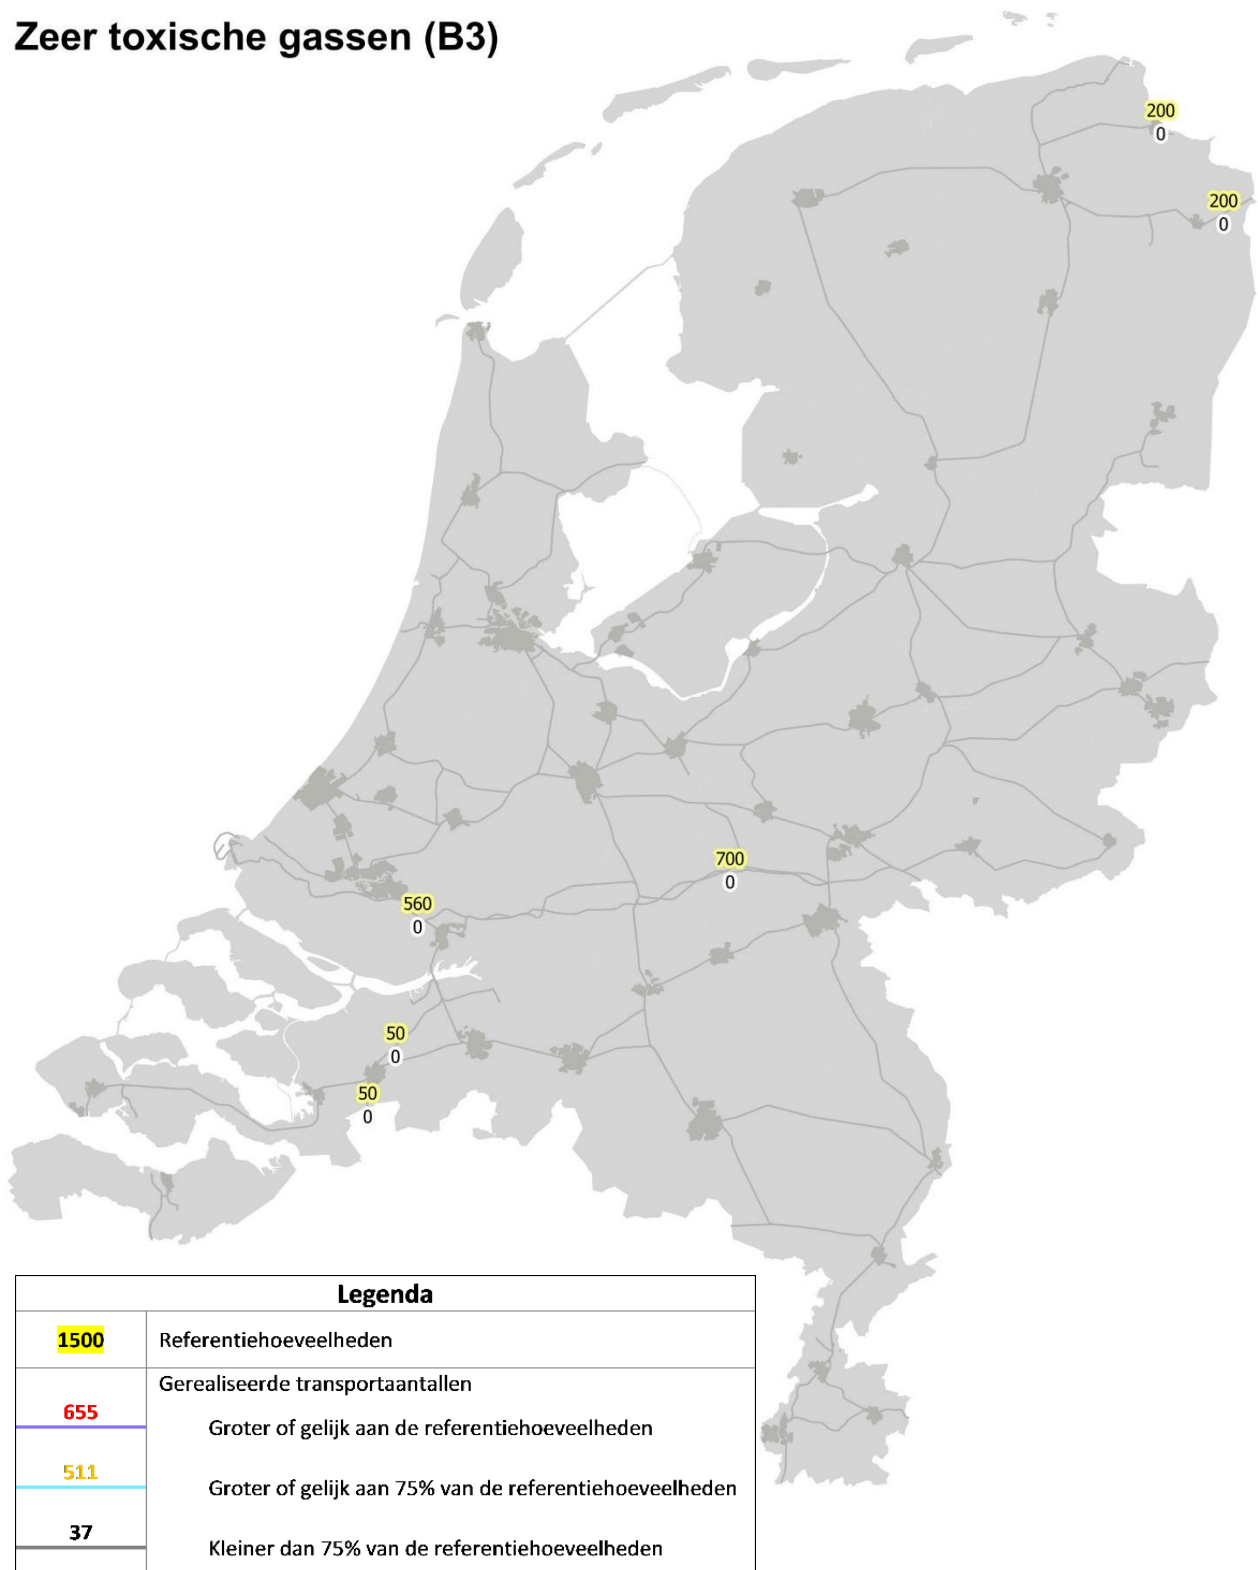 Zeer toxische gassen (B3)
200
0
200
0
700
0
560
0
50
0
50
0
Legenda
1500 Referentiehoeveelheden
Gerealiseerde transportaantallen
655
Groter of gelijk aan de referentiehoeveelheden
511
Groter of gelijk aan 75% van de referentiehoeveelheden
37
Kleiner dan 75% van de referentiehoeveelheden